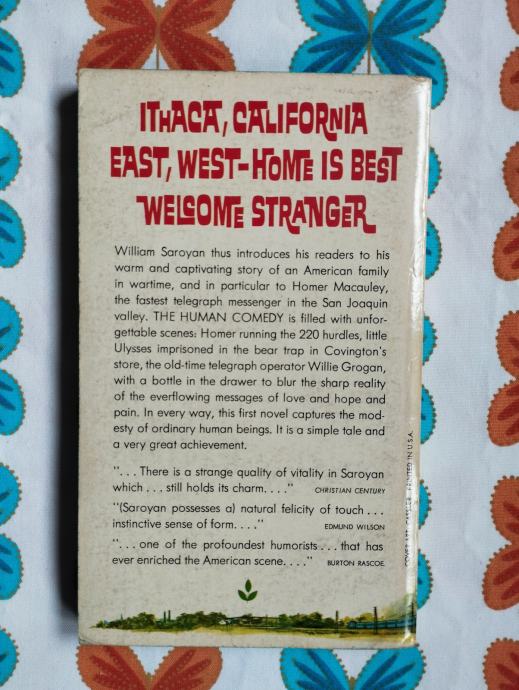 ITHACA, CALIFORNIA
EAST, WEST-HOME IS BEST
WELCOME STRANGER
William Saroyan thus introduces his readers to his
warm and captivating story of an American family
in wartime, and in particular to Homer Macauley,
the fastest telegraph messenger in the San Joaquin
valley. THE HUMAN COMEDY is filled with unfor-
gettable scenes: Homer running the 220 hurdles, little
Ulysses imprisoned in the bear trap in Covington's
store, the old-time telegraph operator Willie Grogan,
with a bottle in the drawer to blur the sharp reality
of the everflowing messages of love and hope and
pain. In every way, this first novel captures the mod-
esty of ordinary human beings. It is a simple tale and
a very great achievement.
". . . There is a strange quality of vitality in Saroyan
which . . . still holds its charm. . . ." CHRISTIAN CENTURY
"(Saroyan possesses a) natural felicity of touch . . .
instinctive sense of form. . . ." EDMUND WILSON
". . . one of the profoundest humorists . . . that has
ever enriched the American scene. . . ." BURTON RASCOE
PRINTED IN U.S.A.